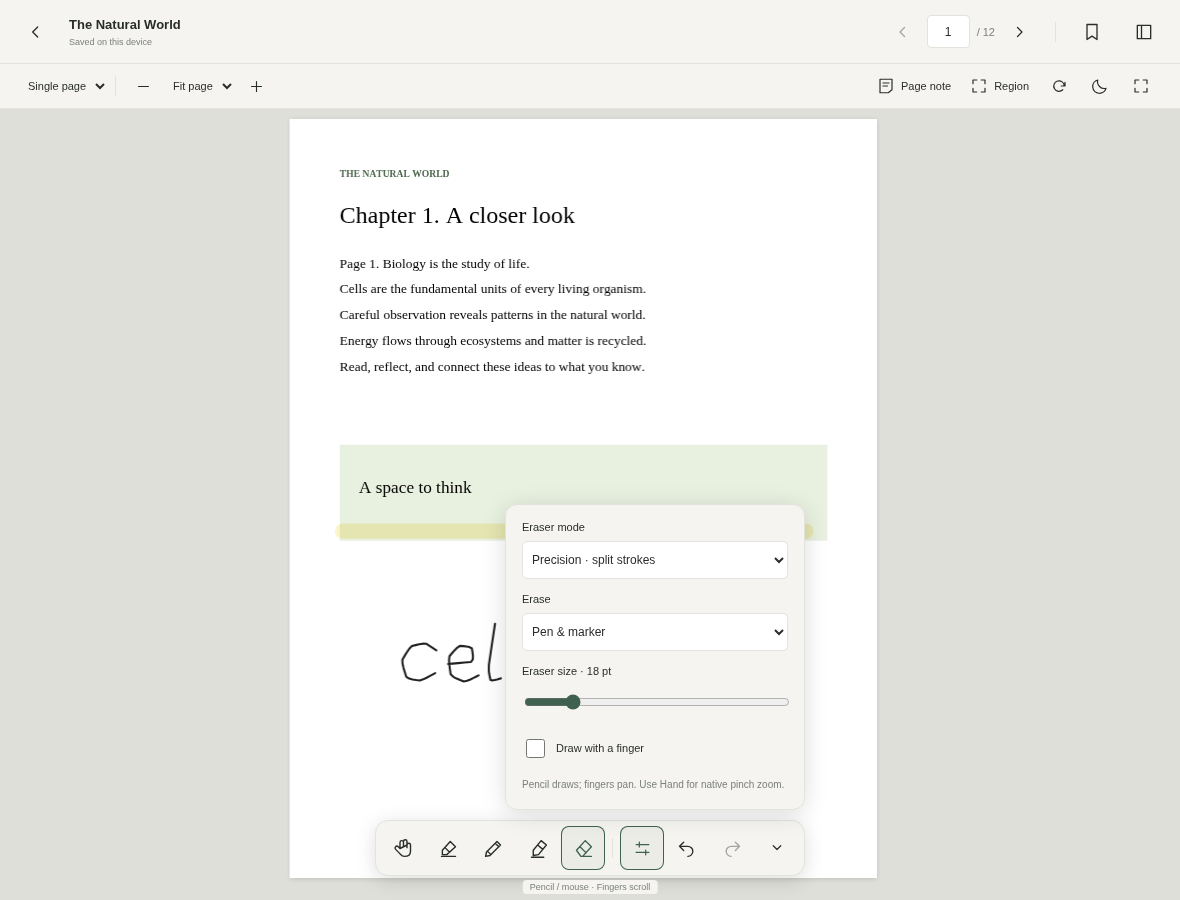 The Natural World
Saved on this device
1 / 12
Single page
Fit page
Page note
Region
THE NATURAL WORLD
Chapter 1. A closer look
Page 1. Biology is the study of life.
Cells are the fundamental units of every living organism.
Careful observation reveals patterns in the natural world.
Energy flows through ecosystems and matter is recycled.
Read, reflect, and connect these ideas to what you know.
A space to think
cel
Eraser mode
Precision · split strokes
Erase
Pen & marker
Eraser size · 18 pt
Draw with a finger
Pencil draws; fingers pan. Use Hand for native pinch zoom.
Pencil / mouse · Fingers scroll